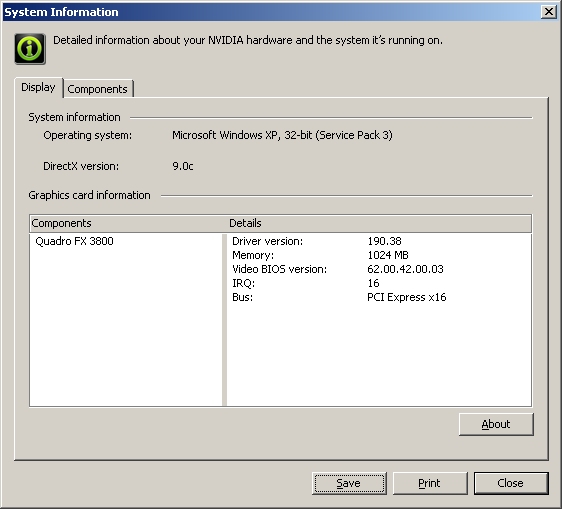 System Information
Detailed information about your NVIDIA hardware and the system it's running on.
Display Components
System information
Operating system: Microsoft Windows XP, 32-bit (Service Pack 3)
DirectX version: 9.0c
Graphics card information
Components Details
Quadro FX 3800 Driver version: 190.38
Memory: 1024 MB
Video BIOS version: 62.00.42.00.03
IRQ: 16
Bus: PCI Express x16
About
Save Print Close